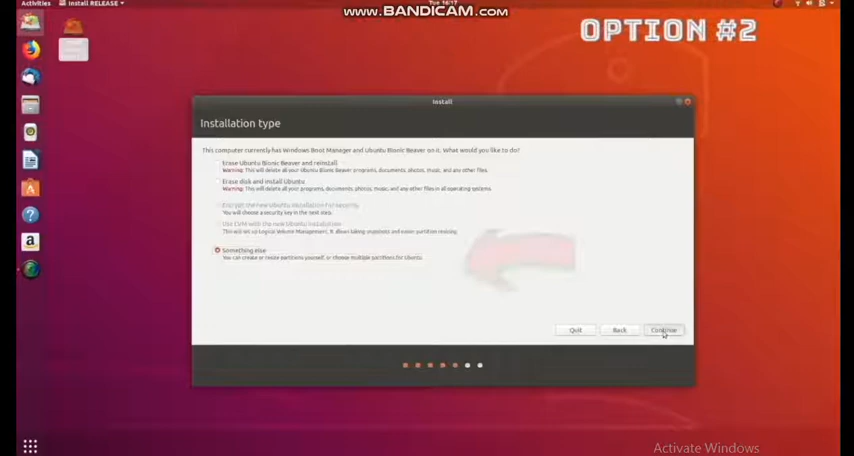 Activities
Install RELEASE
Tue 16:17
www.BANDICAM.com
OPTION #2
Install
Installation type
This computer currently has Windows Boot Manager and Ubuntu Bionic Beaver on it. What would you like to do?
Erase Ubuntu Bionic Beaver and reinstall
Warning: This will delete all your Ubuntu Bionic Beaver programs, documents, photos, music, and any other files.
Erase disk and install Ubuntu
Warning: This will delete all your programs, documents, photos, music, and any other files in all operating systems.
Encrypt the new Ubuntu installation for security
You will choose a security key in the next step.
Use LVM with the new Ubuntu installation
This will set up Logical Volume Management. It allows taking snapshots and easier partition resizing.
Something else
You can create or resize partitions yourself, or choose multiple partitions for Ubuntu.
Quit
Back
Continue
Activate Windows